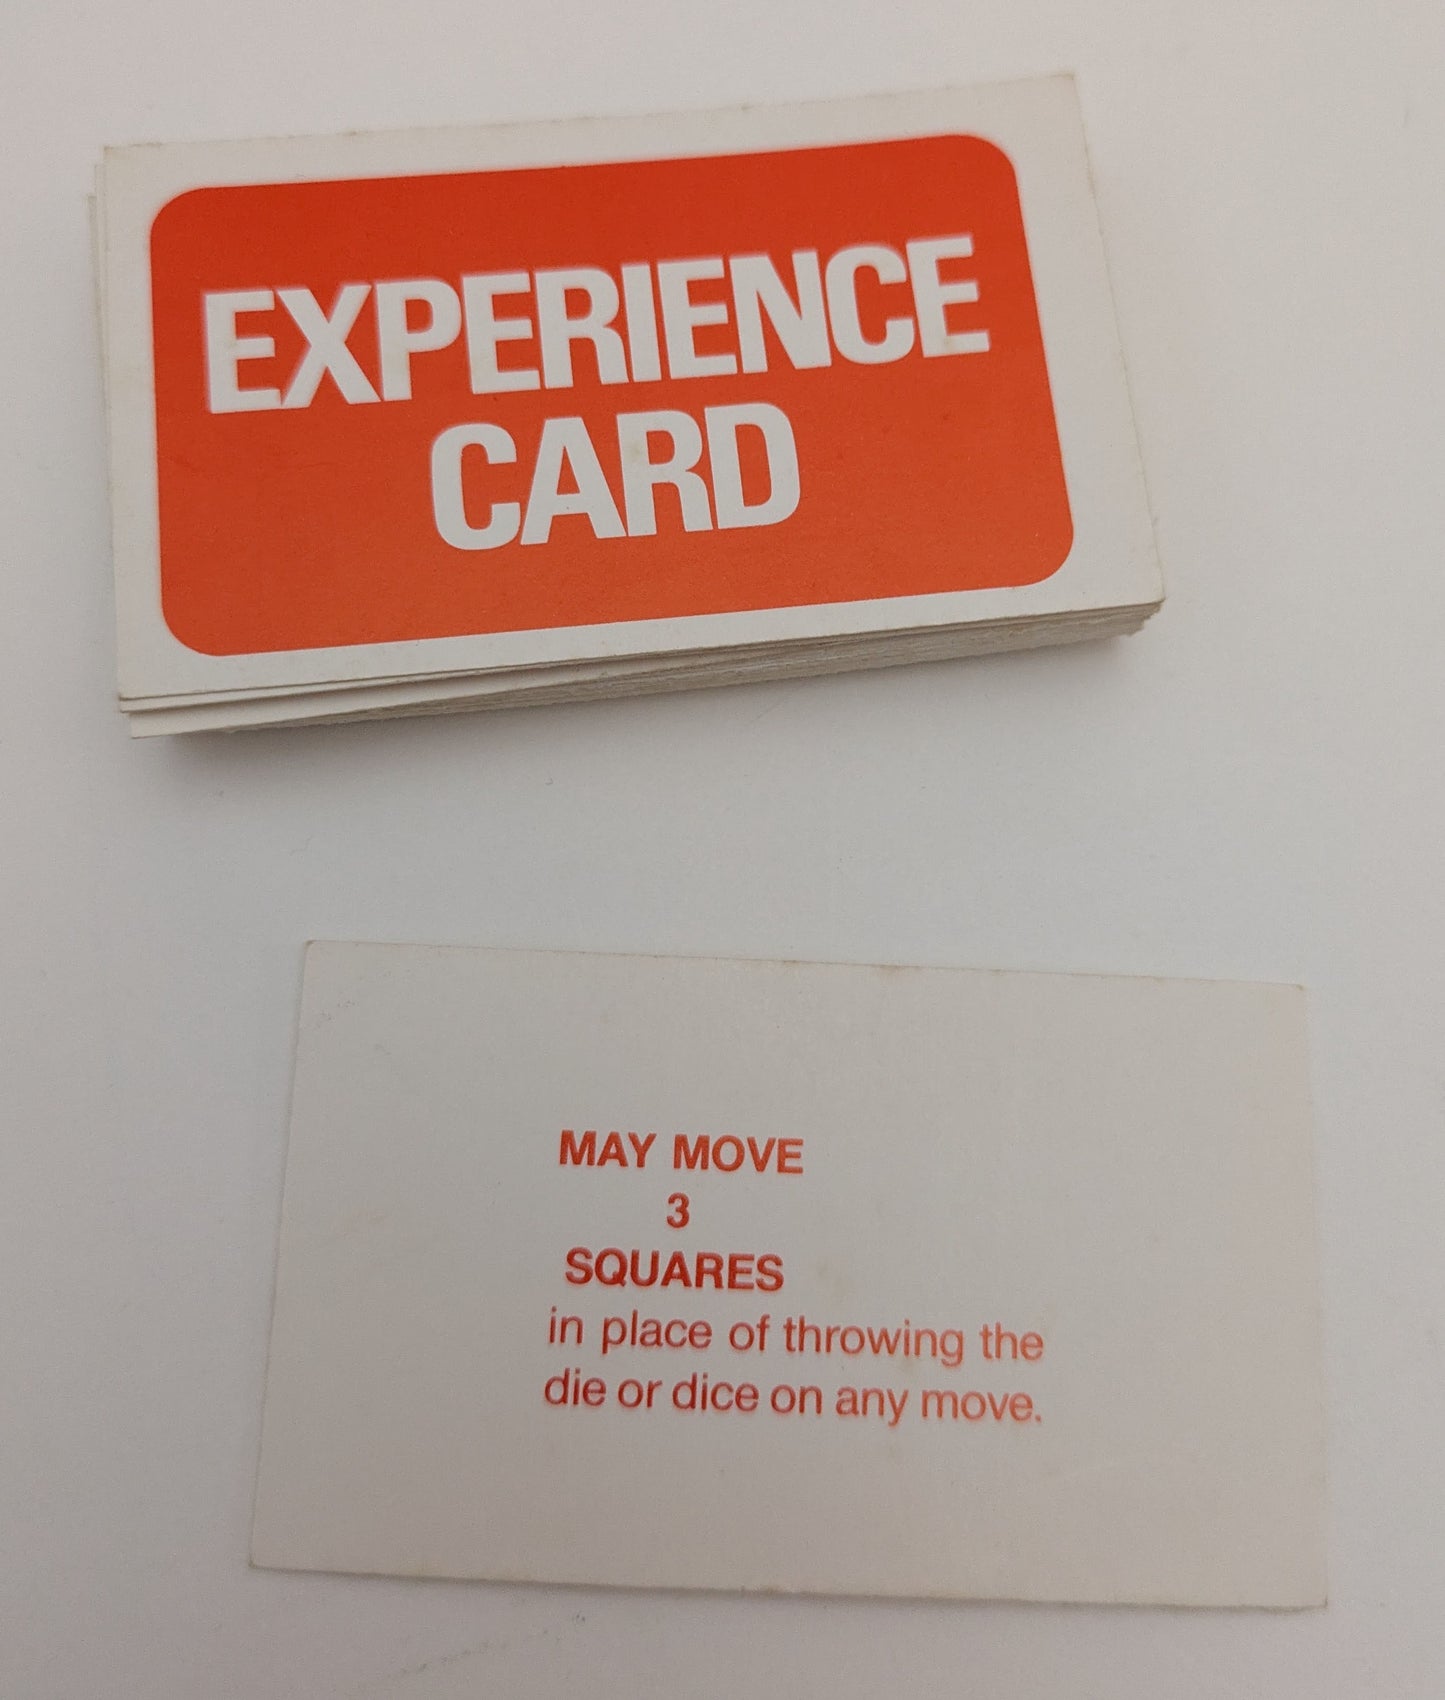 EXPERIENCE
CARD
MAY MOVE
3
SQUARES
in place of throwing the
die or dice on any move.